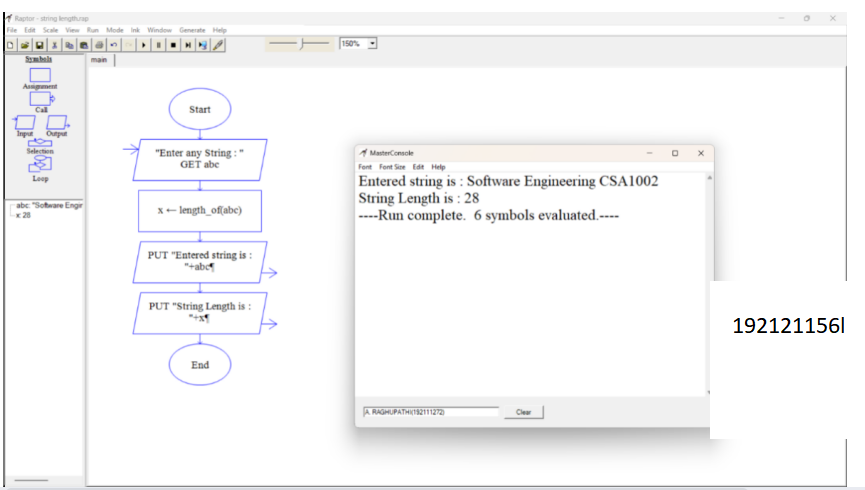 Raptor - string length.rap
File Edit Scale View Run Mode Ink Window Generate Help
150%
Symbols
Assignment
Call
Input Output
Selection
Loop
abc: "Software Engir
x: 28
main
Start
"Enter any String : "
GET abc
x ← length_of(abc)
PUT "Entered string is :
"+abc¶
PUT "String Length is :
"+x¶
End
MasterConsole
Font Font Size Edit Help
Entered string is : Software Engineering CSA1002
String Length is : 28
----Run complete. 6 symbols evaluated.----
A. RAGHUPATHI(192111272)
Clear
192121156l